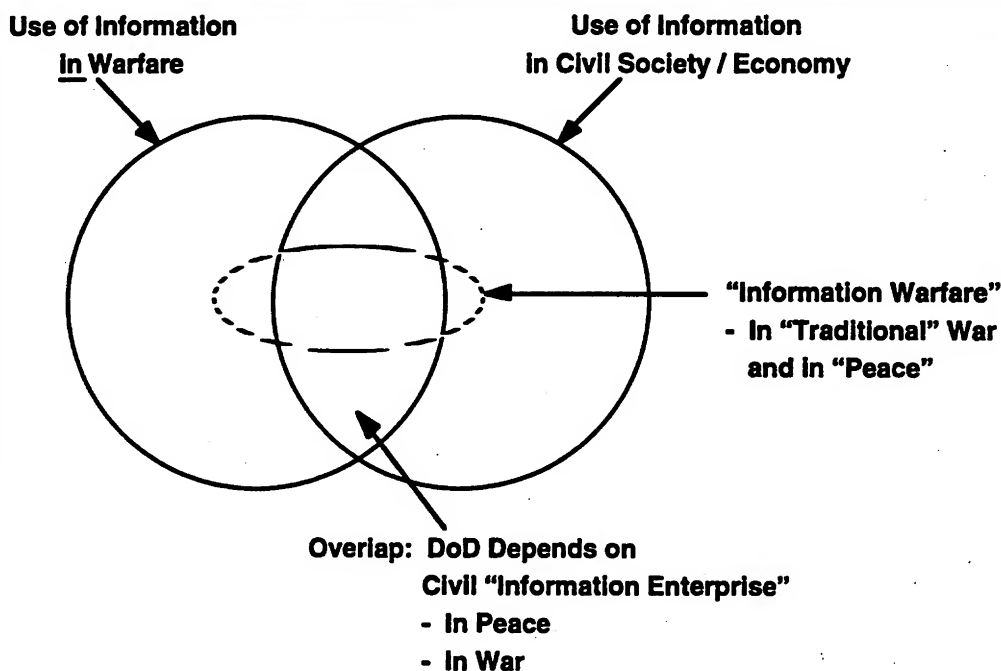 Use of Information
in Warfare
Use of Information
in Civil Society / Economy
“Information Warfare”
- In “Traditional” War
and in “Peace”
Overlap: DoD Depends on
Civil “Information Enterprise”
- In Peace
- In War